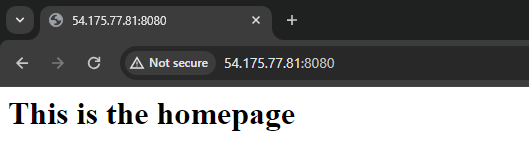 54.175.77.81:8080
Not secure 54.175.77.81:8080
This is the homepage